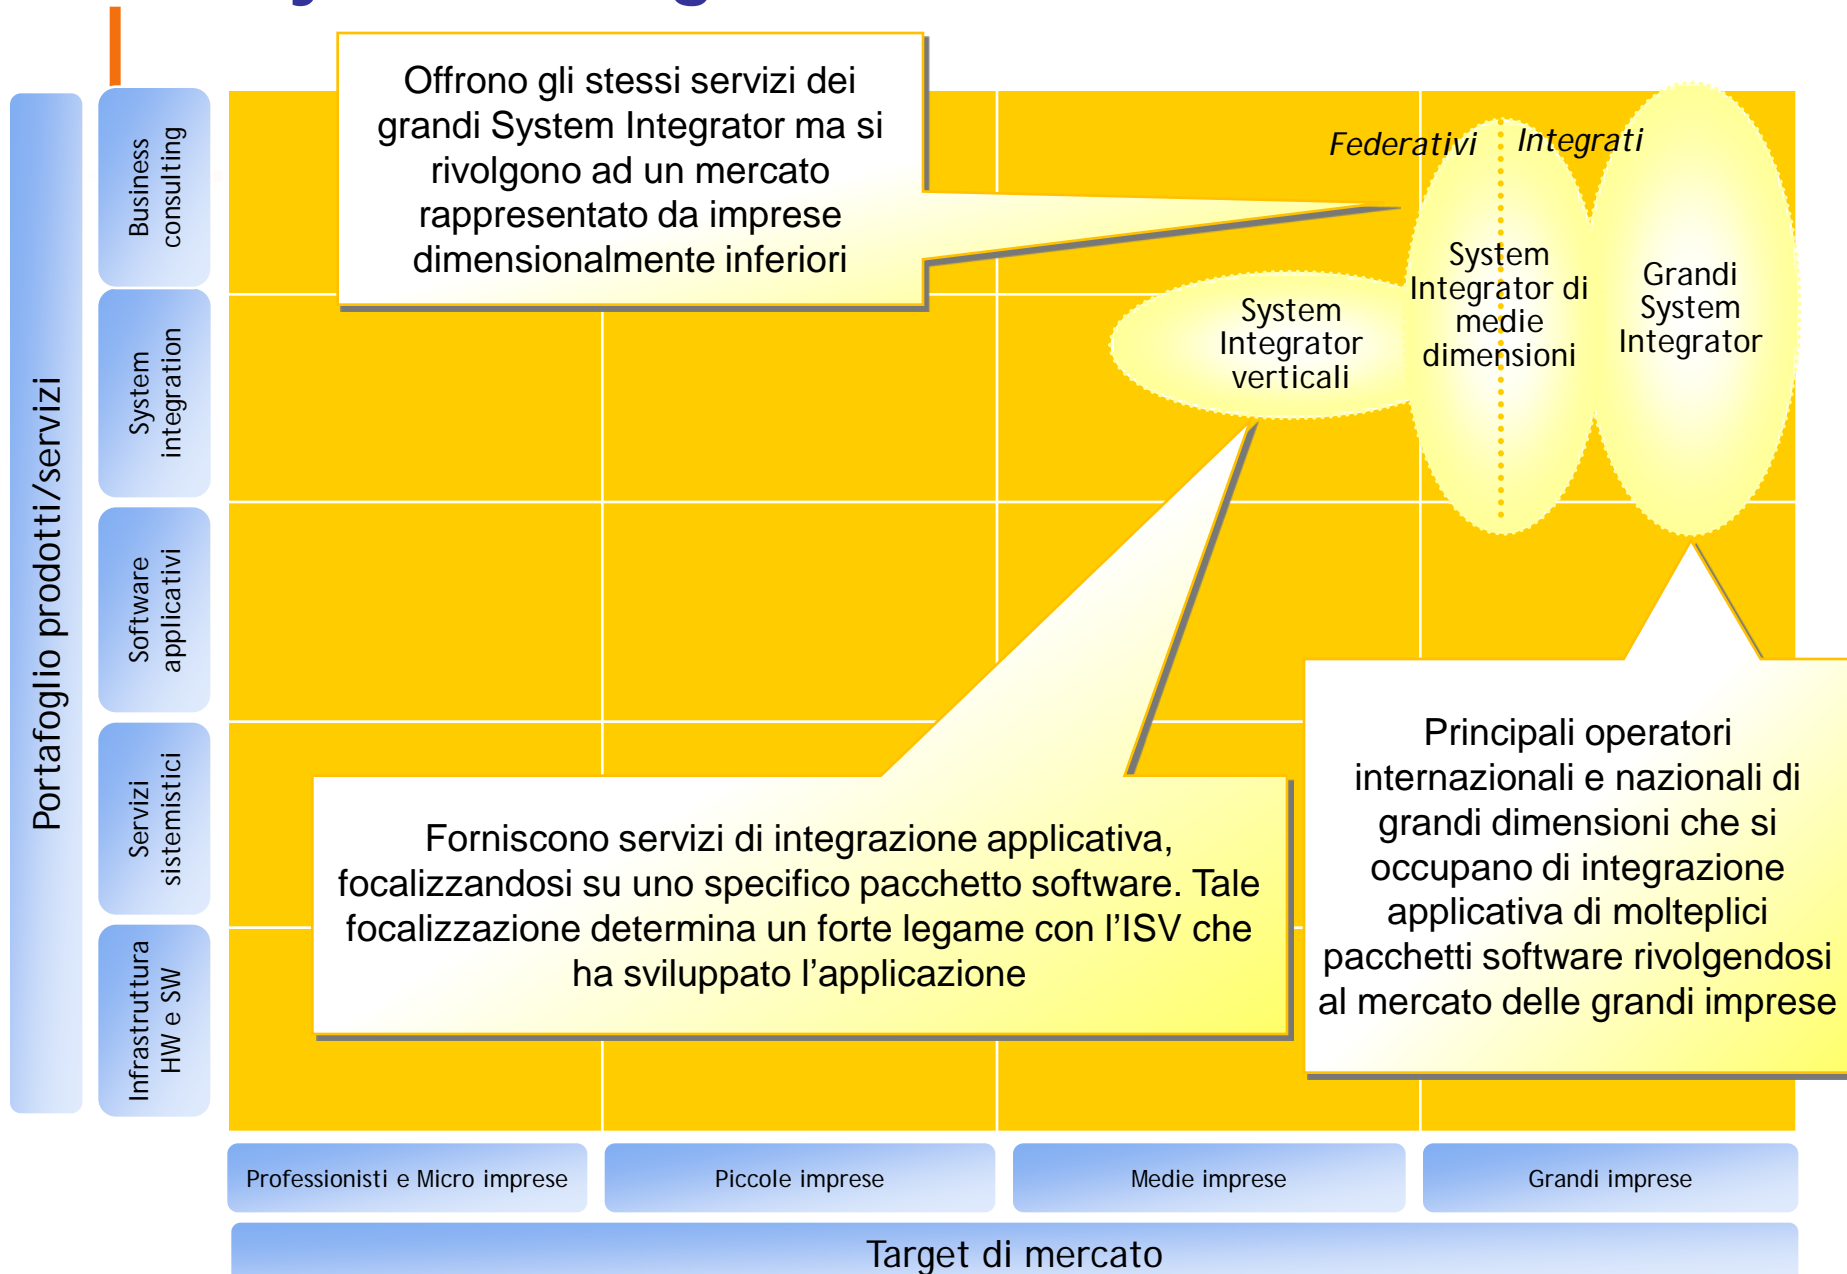 Offrono gli stessi servizi dei
grandi System Integrator ma si
rivolgono ad un mercato
rappresentato da imprese
dimensionalmente inferiori
Federativi
Integrati
System
Integrator
verticali
System
Integrator di
medie
dimensioni
Grandi
System
Integrator
Portafoglio prodotti/servizi
Business
consulting
System
integration
Software
applicativi
Servizi
sistemistici
Infrastruttura
HW e SW
Forniscono servizi di integrazione applicativa,
focalizzandosi su uno specifico pacchetto software. Tale
focalizzazione determina un forte legame con l’ISV che
ha sviluppato l’applicazione
Principali operatori
internazionali e nazionali di
grandi dimensioni che si
occupano di integrazione
applicativa di molteplici
pacchetti software rivolgendosi
al mercato delle grandi imprese
Professionisti e Micro imprese
Piccole imprese
Medie imprese
Grandi imprese
Target di mercato